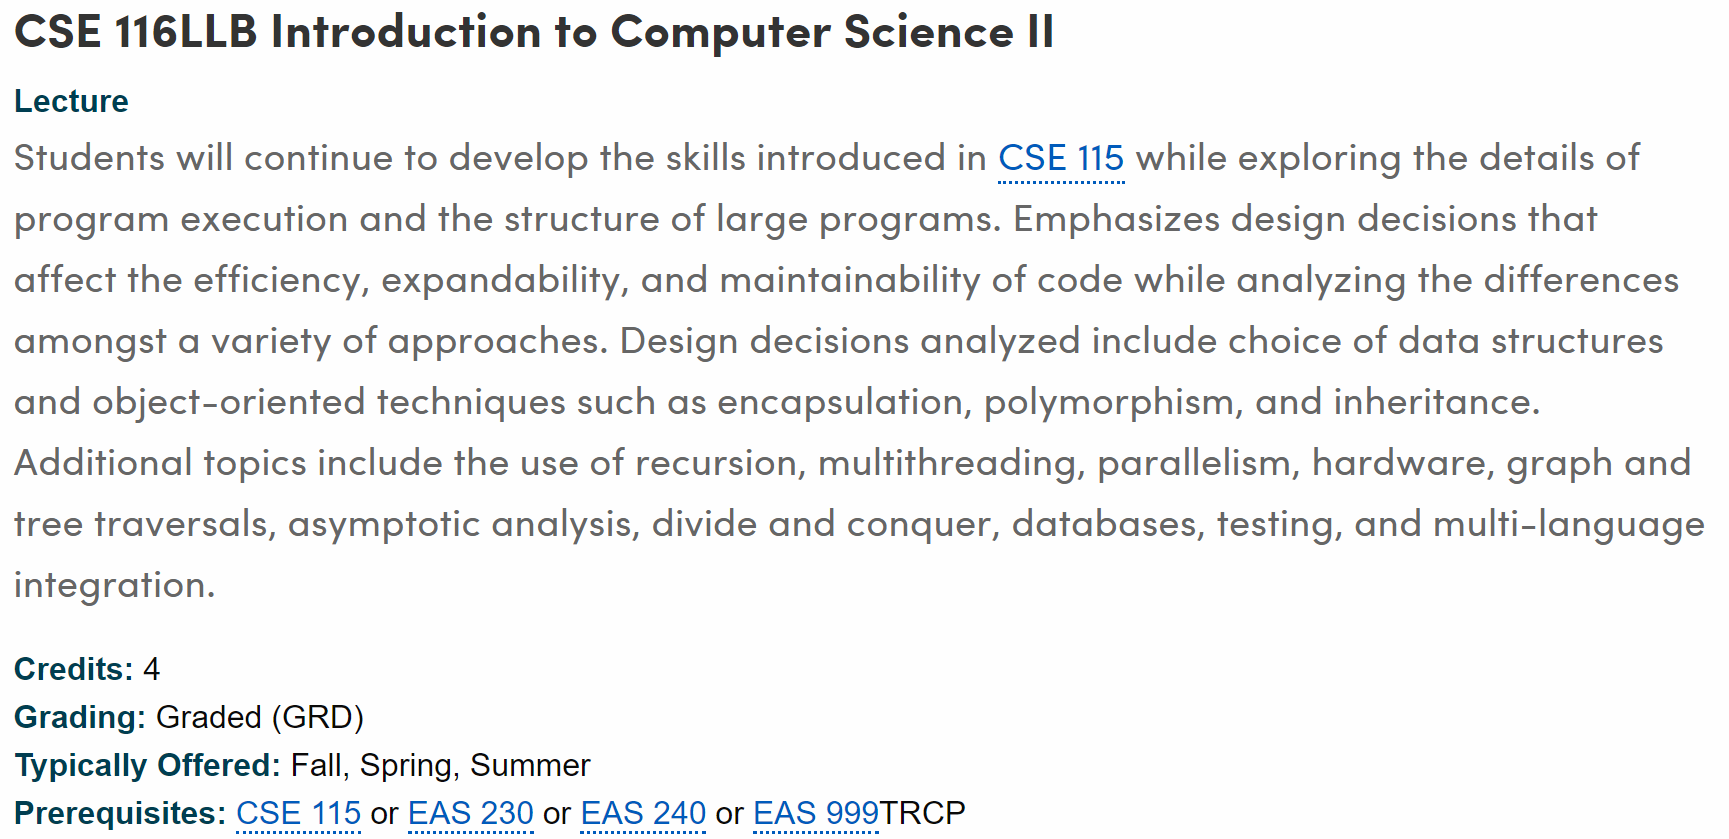 CSE 116LLB Introduction to Computer Science II
Lecture
Students will continue to develop the skills introduced in CSE 115 while exploring the details of
program execution and the structure of large programs. Emphasizes design decisions that
affect the efficiency, expandability, and maintainability of code while analyzing the differences
amongst a variety of approaches. Design decisions analyzed include choice of data structures
and object-oriented techniques such as encapsulation, polymorphism, and inheritance.
Additional topics include the use of recursion, multithreading, parallelism, hardware, graph and
tree traversals, asymptotic analysis, divide and conquer, databases, testing, and multi-language
integration.
Credits: 4
Grading: Graded (GRD)
Typically Offered: Fall, Spring, Summer
Prerequisites: CSE 115 or EAS 230 or EAS 240 or EAS 999TRCP